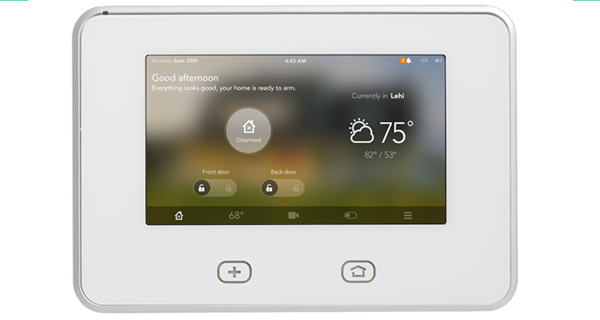 Monday June 05th 4:43 AM
Good afternoon
Everything looks good, your home is ready to arm.
Currently in Lehi
Disarmed
75°
82° / 53°
Front door Back door
68°